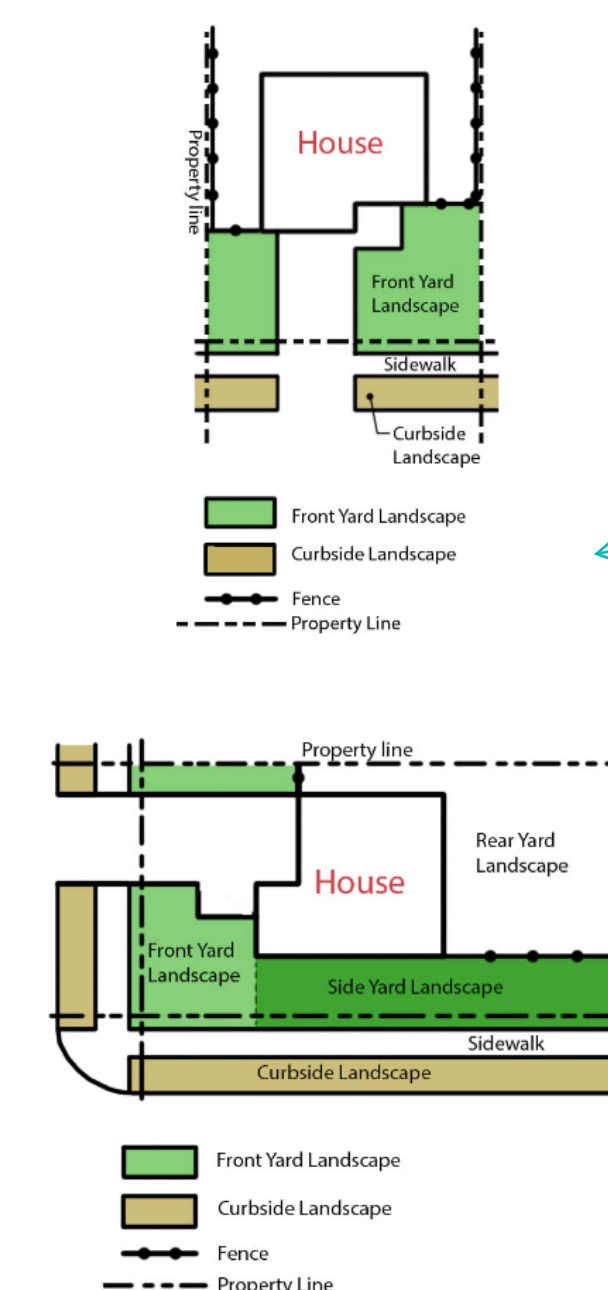 House
Property line
Front Yard
Landscape
Sidewalk
Curbside
Landscape
Front Yard Landscape
Curbside Landscape
Fence
Property Line
Property line
Rear Yard
Landscape
House
Front Yard
Landscape
Side Yard Landscape
Sidewalk
Curbside Landscape
Front Yard Landscape
Curbside Landscape
Fence
Property Line